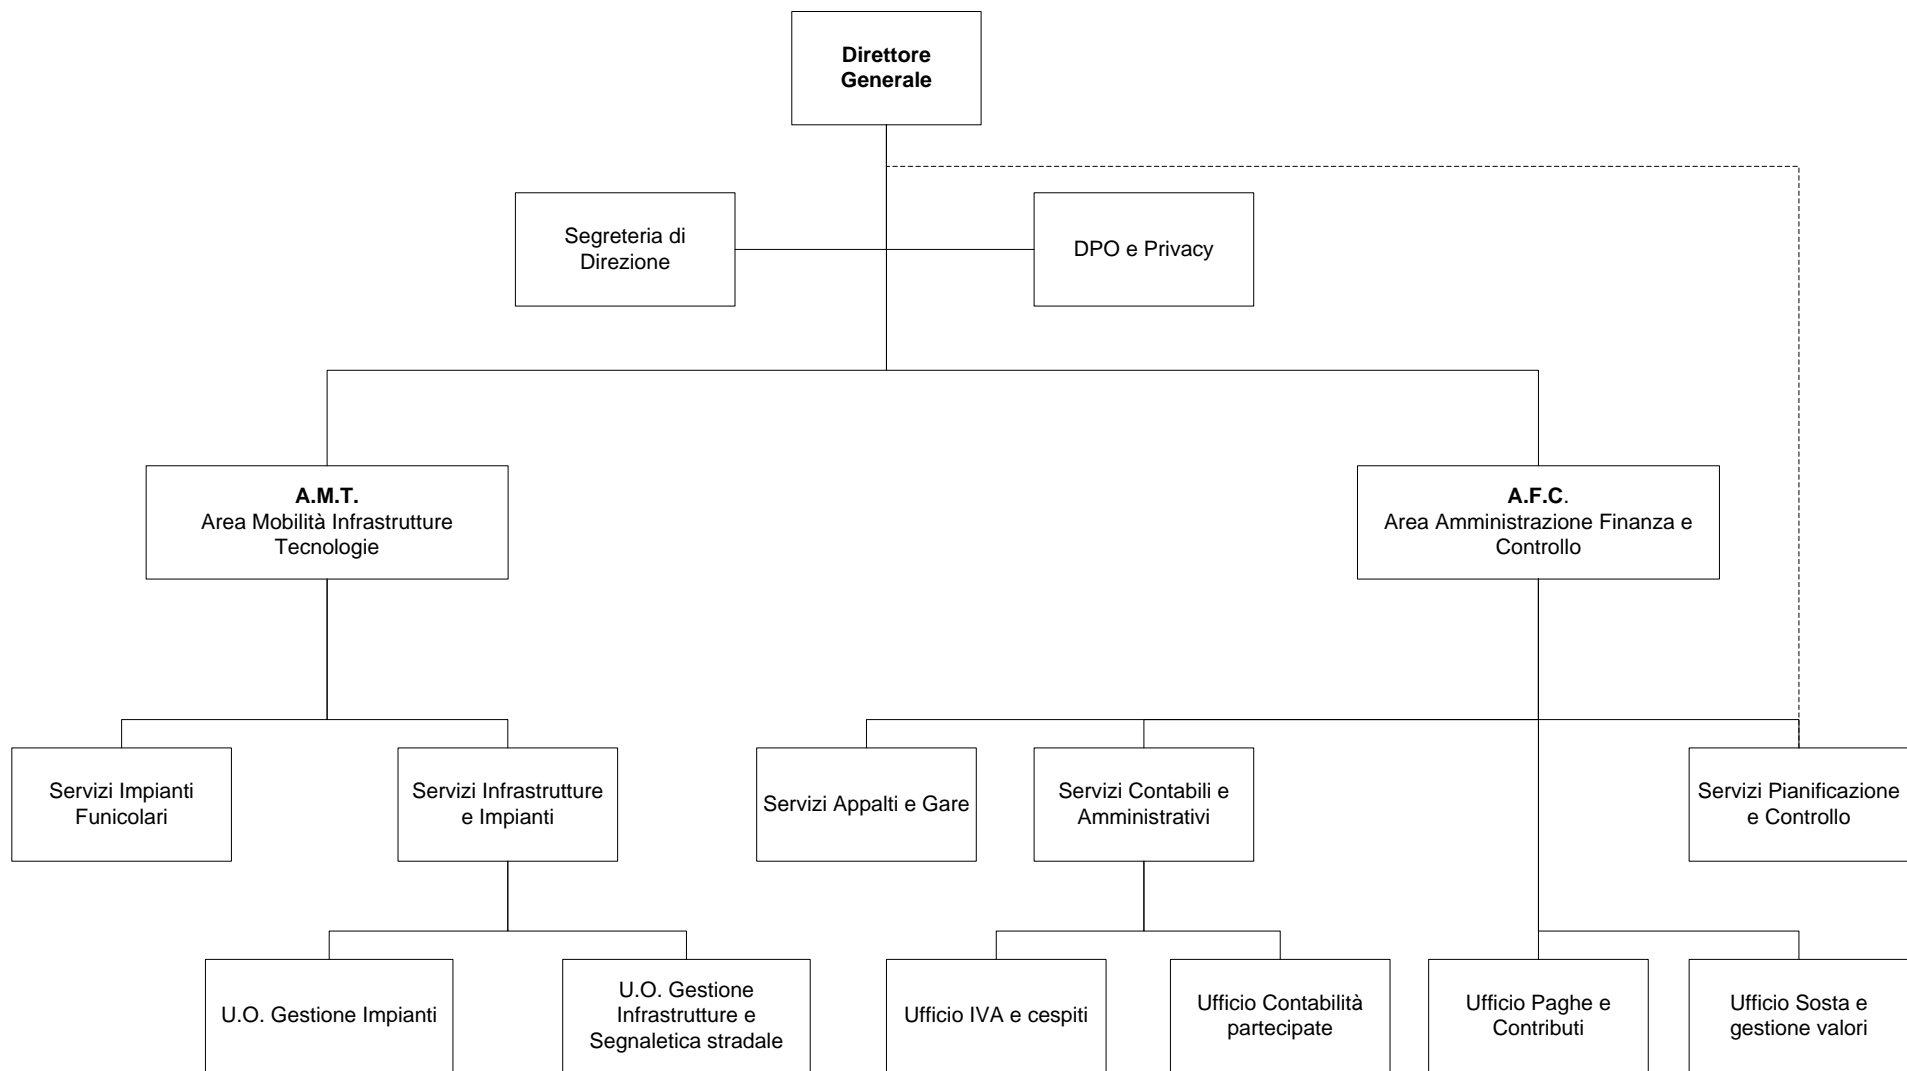 Direttore
Generale
Segreteria di
Direzione
DPO e Privacy
A.M.T.
Area Mobilità Infrastrutture
Tecnologie
A.F.C.
Area Amministrazione Finanza e
Controllo
Servizi Impianti
Funicolari
Servizi Infrastrutture
e Impianti
Servizi Appalti e Gare
Servizi Contabili e
Amministrativi
Servizi Pianificazione
e Controllo
U.O. Gestione Impianti
U.O. Gestione
Infrastrutture e
Segnaletica stradale
Ufficio IVA e cespiti
Ufficio Contabilità
partecipate
Ufficio Paghe e
Contributi
Ufficio Sosta e
gestione valori